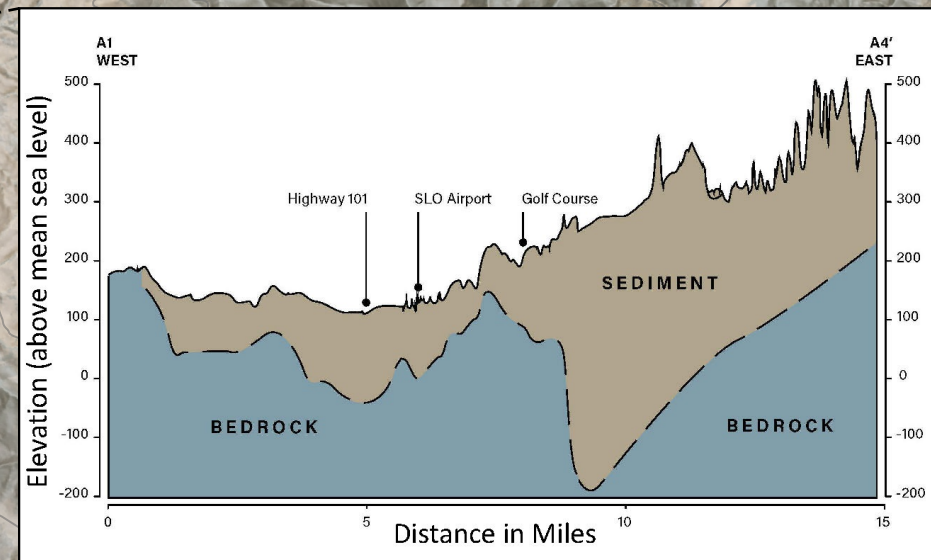 A1
WEST
A4'
EAST
Elevation (above mean sea level)
500
400
300
200
100
0
-100
-200
500
400
300
200
100
0
-100
-200
Highway 101
SLO Airport
Golf Course
SEDIMENT
BEDROCK
BEDROCK
0
5
10
15
Distance in Miles